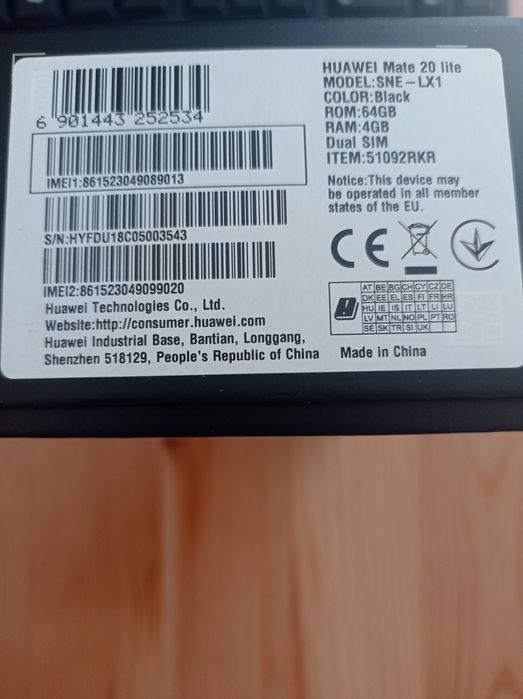 6 901443 252534
IMEI1:861523049089013
S/N:HYFDU18C05003543
IMEI2:861523049099020
Huawei Technologies Co., Ltd.
Website:http://consumer.huawei.com
Huawei Industrial Base, Bantian, Longgang,
Shenzhen 518129, People's Republic of China
HUAWEI Mate 20 lite
MODEL:SNE-LX1
COLOR:Black
ROM:64GB
RAM:4GB
Dual SIM
ITEM:51092RKR
Notice:This device may
be operated in all member
states of the EU.
CE
AT BE BG CH CY CZ DE
DK EE EL ES FI FR HR
HU IE IS IT LT LI LU
LV MT NL NO PL PT RO
SE SK TR SI UK
Made in China